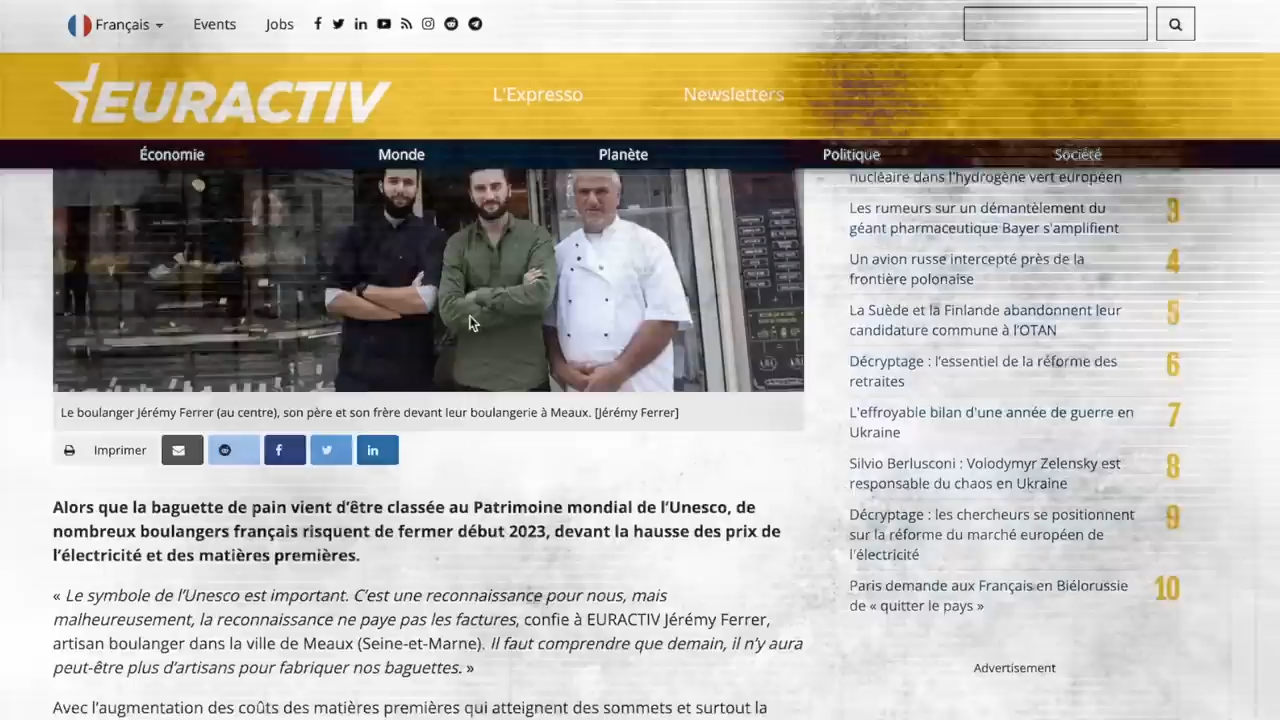 Français
Events
Jobs
EURACTIV
L'Expresso
Newsletters
Économie
Monde
Planète
Politique
Société
Le boulanger Jérémy Ferrer (au centre), son père et son frère devant leur boulangerie à Meaux. [Jérémy Ferrer]
Imprimer
Alors que la baguette de pain vient d’être classée au Patrimoine mondial de l’Unesco, de
nombreux boulangers français risquent de fermer début 2023, devant la hausse des prix de
l’électricité et des matières premières.
« Le symbole de l’Unesco est important. C’est une reconnaissance pour nous, mais
malheureusement, la reconnaissance ne paye pas les factures, confie à EURACTIV Jérémy Ferrer,
artisan boulanger dans la ville de Meaux (Seine-et-Marne). Il faut comprendre que demain, il n’y aura
peut-être plus d’artisans pour fabriquer nos baguettes. »
Avec l’augmentation des coûts des matières premières qui atteignent des sommets et surtout la
nucléaire dans l'hydrogène vert européen
Les rumeurs sur un démantèlement du
géant pharmaceutique Bayer s'amplifient
3
Un avion russe intercepté près de la
frontière polonaise
4
La Suède et la Finlande abandonnent leur
candidature commune à l’OTAN
5
Décryptage : l’essentiel de la réforme des
retraites
6
L'effroyable bilan d'une année de guerre en
Ukraine
7
Silvio Berlusconi : Volodymyr Zelensky est
responsable du chaos en Ukraine
8
Décryptage : les chercheurs se positionnent
sur la réforme du marché européen de
l’électricité
9
Paris demande aux Français en Biélorussie
de « quitter le pays »
10
Advertisement